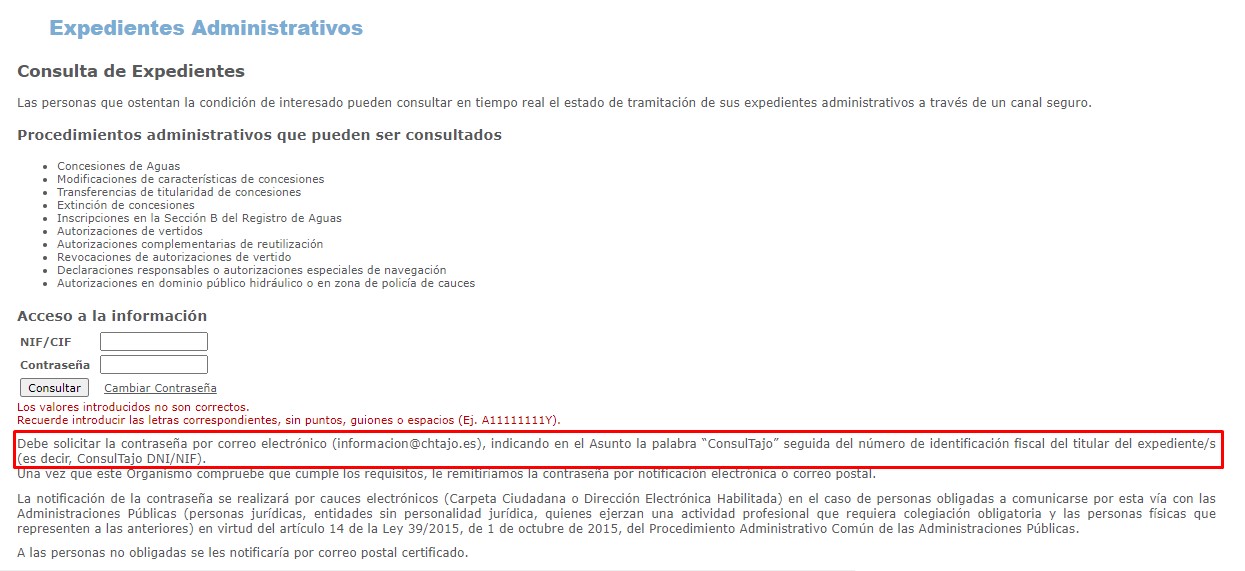 Expedientes Administrativos
Consulta de Expedientes
Las personas que ostentan la condición de interesado pueden consultar en tiempo real el estado de tramitación de sus expedientes administrativos a través de un canal seguro.
Procedimientos administrativos que pueden ser consultados
• Concesiones de Aguas
• Modificaciones de características de concesiones
• Transferencias de titularidad de concesiones
• Extinción de concesiones
• Inscripciones en la Sección B del Registro de Aguas
• Autorizaciones de vertidos
• Autorizaciones complementarias de reutilización
• Revocaciones de autorizaciones de vertido
• Declaraciones responsables o autorizaciones especiales de navegación
• Autorizaciones en dominio público hidráulico o en zona de policía de cauces
Acceso a la información
NIF/CIF
Contraseña
Consultar Cambiar Contraseña
Los valores introducidos no son correctos.
Recuerde introducir las letras correspondientes, sin puntos, guiones o espacios (Ej. A11111111Y).
Debe solicitar la contraseña por correo electrónico (informacion@chtajo.es), indicando en el Asunto la palabra “ConsulTajo” seguida del número de identificación fiscal del titular del expediente/s
(es decir, ConsulTajo DNI/NIF).
Una vez que este Organismo compruebe que cumple los requisitos, le remitiríamos la contraseña por notificación electrónica o correo postal.
La notificación de la contraseña se realizará por cauces electrónicos (Carpeta Ciudadana o Dirección Electrónica Habilitada) en el caso de personas obligadas a comunicarse por esta vía con las
Administraciones Públicas (personas jurídicas, entidades sin personalidad jurídica, quienes ejerzan una actividad profesional que requiera colegiación obligatoria y las personas físicas que
representen a las anteriores) en virtud del artículo 14 de la Ley 39/2015, de 1 de octubre de 2015, del Procedimiento Administrativo Común de las Administraciones Públicas.
A las personas no obligadas se les notificaría por correo postal certificado.